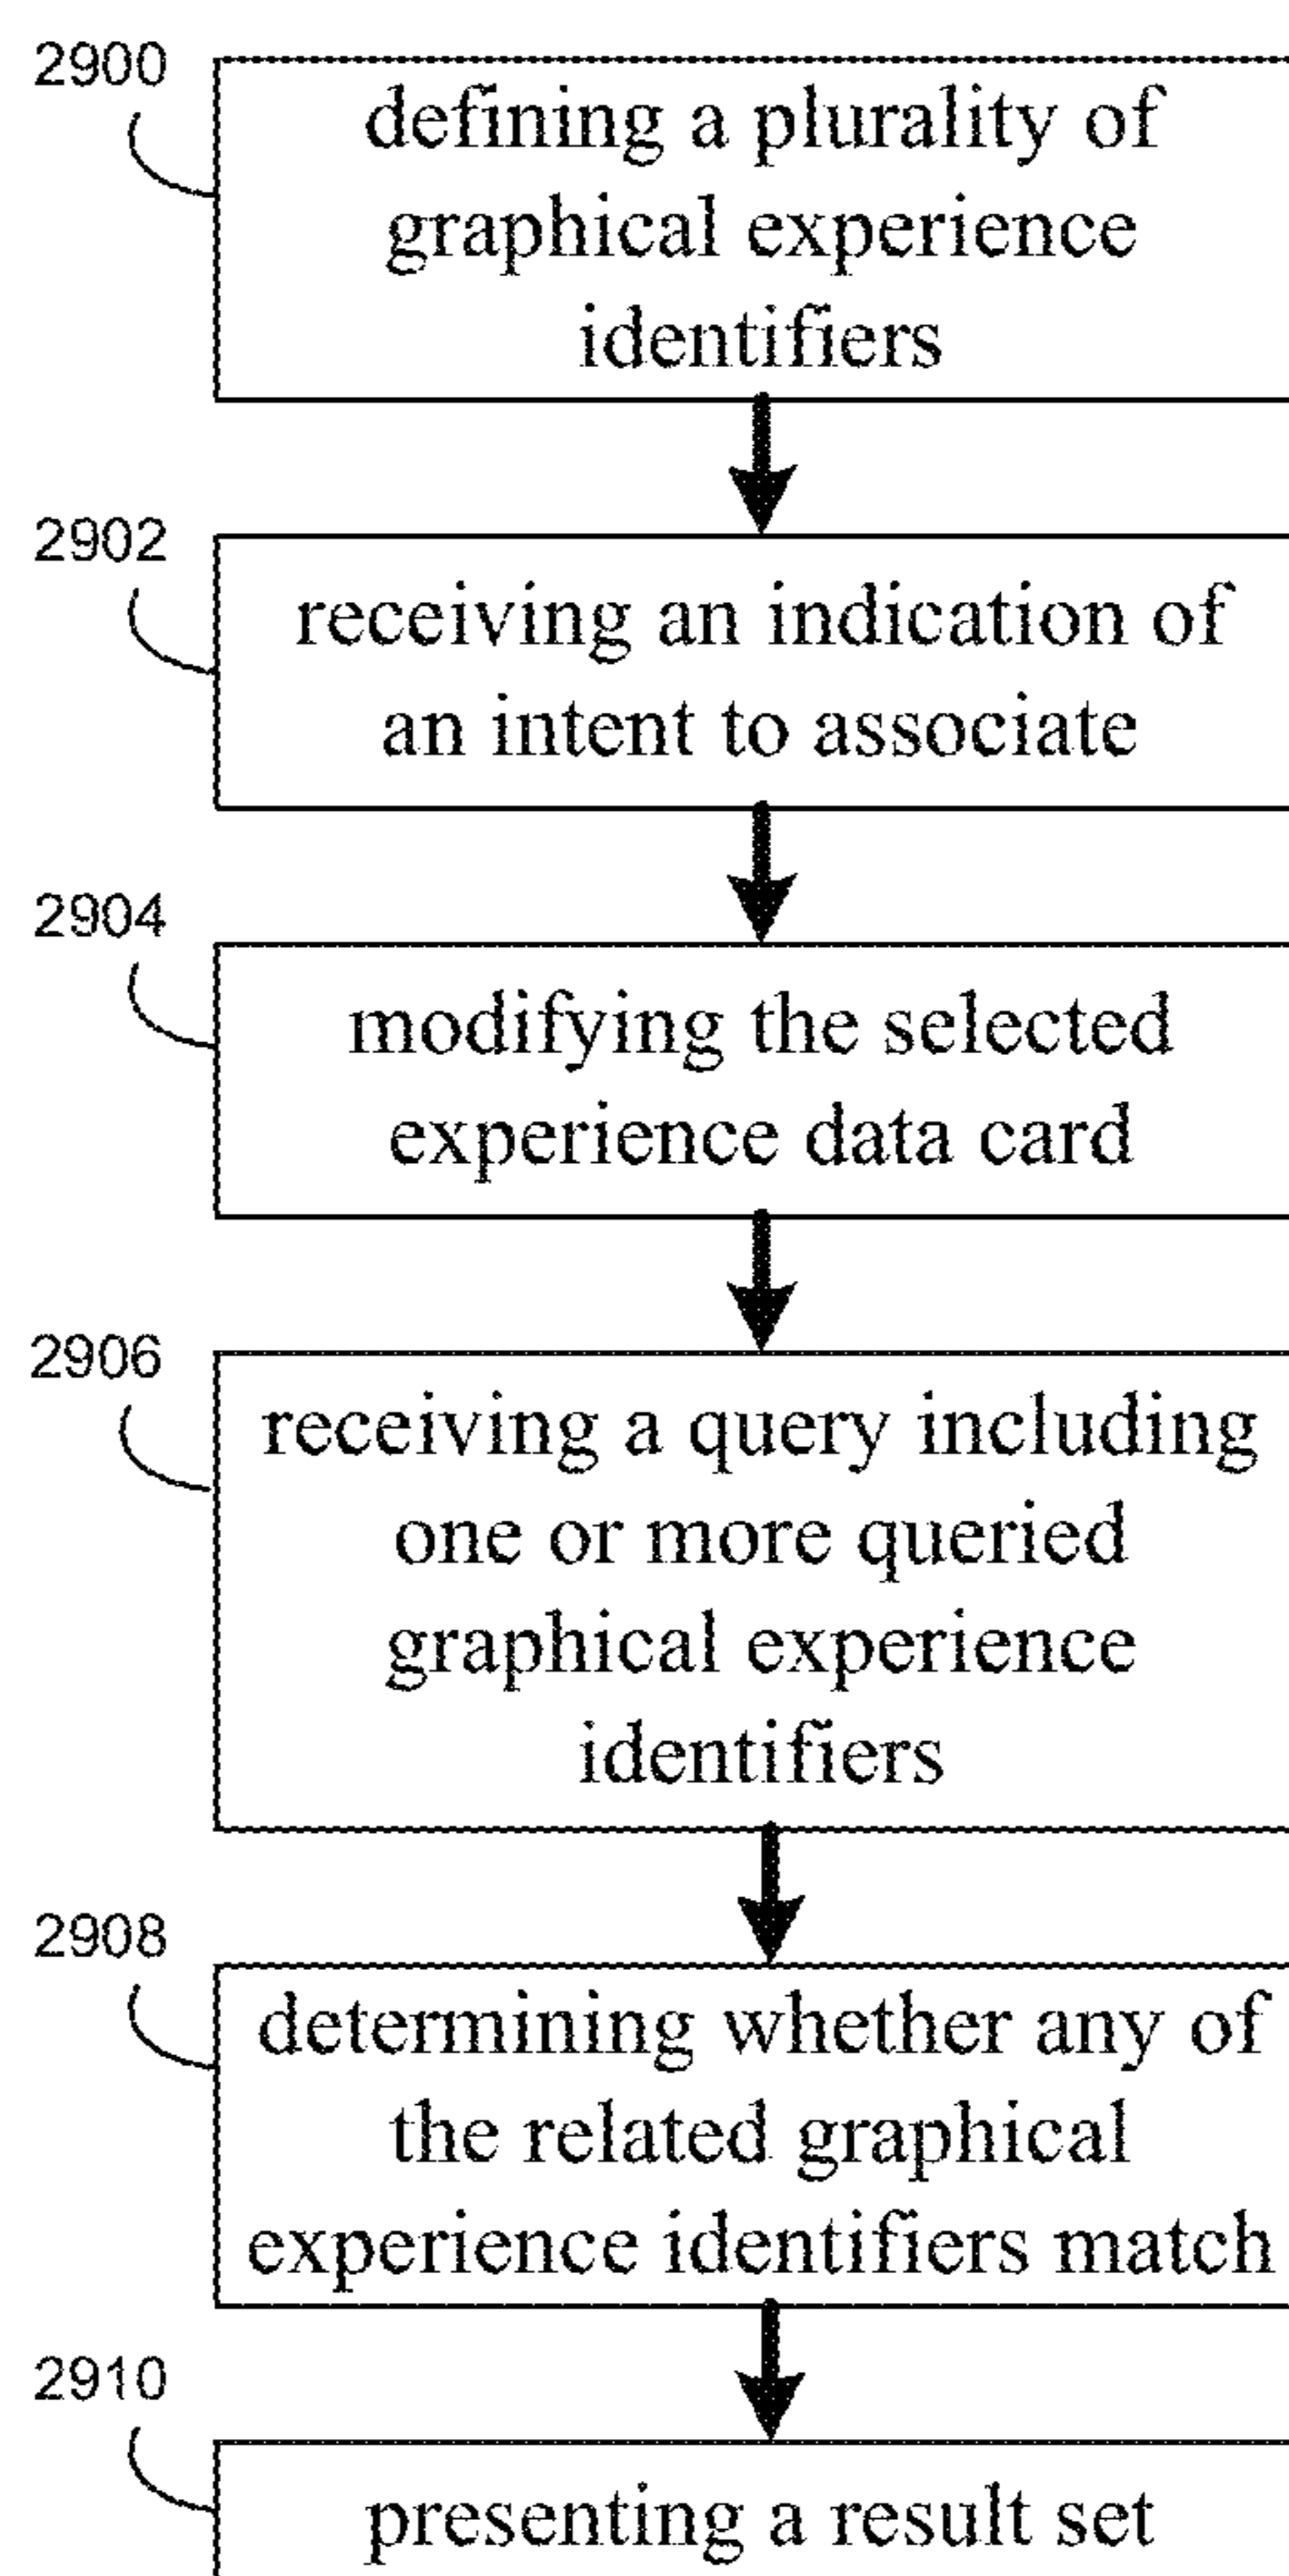 2900
defining a plurality of
graphical experience
identifiers
2902
receiving an indication of
an intent to associate
2904
modifying the selected
experience data card
2906
receiving a query including
one or more queried
graphical experience
identifiers
2908
determining whether any of
the related graphical
experience identifiers match
2910
presenting a result set